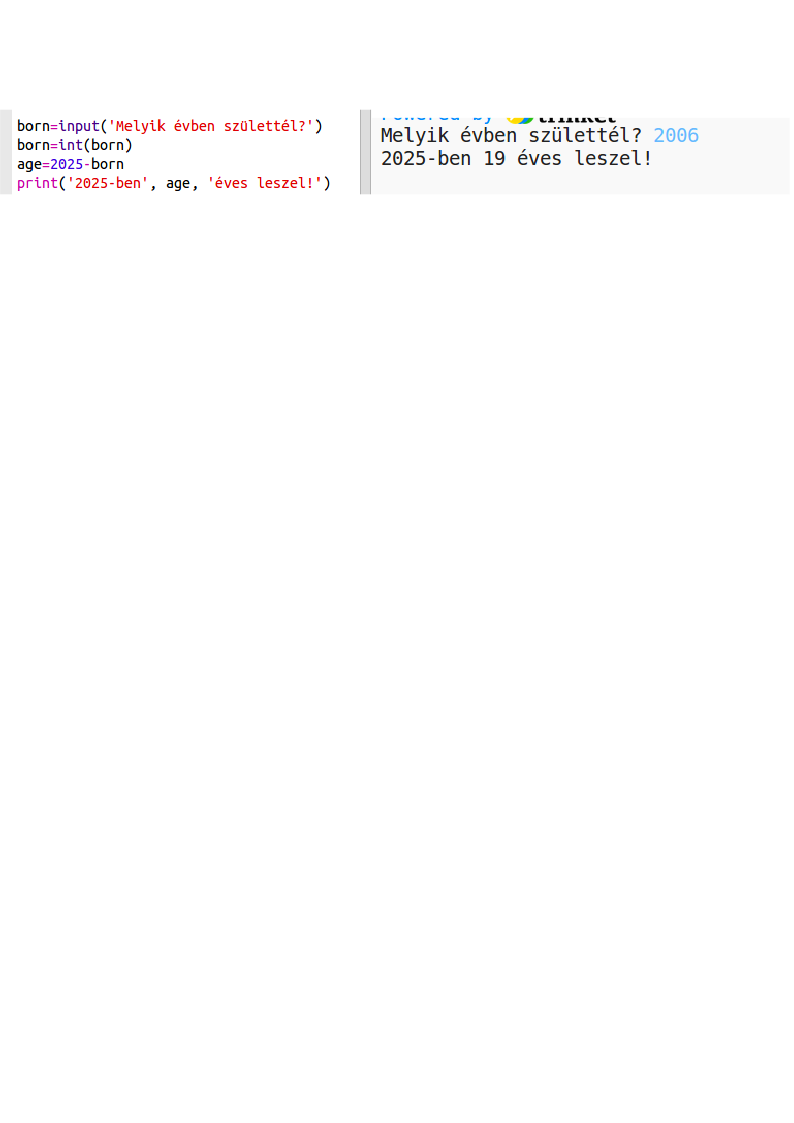 born=input('Melyik évben születtél?')
born=int(born)
age=2025-born
print('2025-ben', age, 'éves leszel!')
Powered by trinket
Melyik évben születtél? 2006
2025-ben 19 éves leszel!